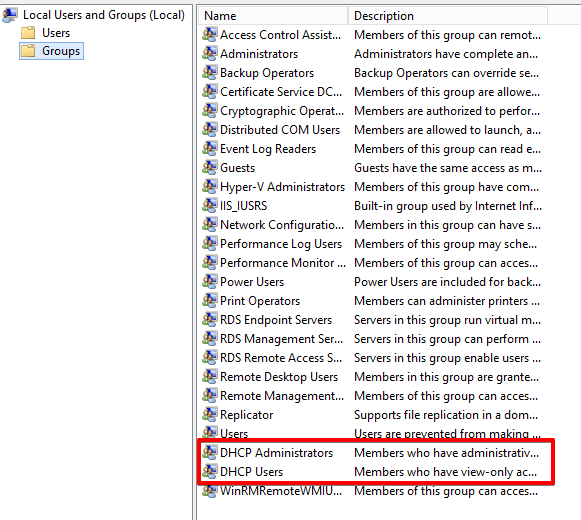 Local Users and Groups (Local)
Users
Groups
Name Description
Access Control Assist... Members of this group can remot...
Administrators Administrators have complete an...
Backup Operators Backup Operators can override se...
Certificate Service DC... Members of this group are allowe...
Cryptographic Operat... Members are authorized to perfor...
Distributed COM Users Members are allowed to launch, a...
Event Log Readers Members of this group can read e...
Guests Guests have the same access as m...
Hyper-V Administrators Members of this group have com...
IIS_IUSRS Built-in group used by Internet Inf...
Network Configuratio... Members in this group can have s...
Performance Log Users Members of this group may sche...
Performance Monitor ... Members of this group can acces...
Power Users Power Users are included for back...
Print Operators Members can administer printers ...
RDS Endpoint Servers Servers in this group run virtual m...
RDS Management Ser... Servers in this group can perform ...
RDS Remote Access S... Servers in this group enable users ...
Remote Desktop Users Members in this group are grante...
Remote Management... Members of this group can acces...
Replicator Supports file replication in a dom...
Users Users are prevented from making ...
DHCP Administrators Members who have administrativ...
DHCP Users Members who have view-only ac...
WinRMRemoteWMIU... Members of this group can acces...